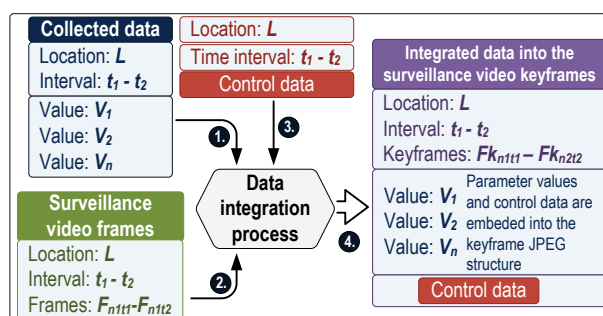 Collected data
Location: L
Interval: t1 - t2
Value: V1
Value: V2
Value: Vn
Location: L
Time interval: t1 - t2
Control data
1.
3.
Surveillance
video frames
Location: L
Interval: t1 - t2
Frames: Fn1t1-Fn1t2
2.
Data
integration
process
4.
Integrated data into the
surveillance video keyframes
Location: L
Interval: t1 - t2
Keyframes: Fkn1t1 – Fkn2t2
Value: V1
Value: V2
Value: Vn
Parameter values
and control data are
embeded into the
keyframe JPEG
structure
Control data